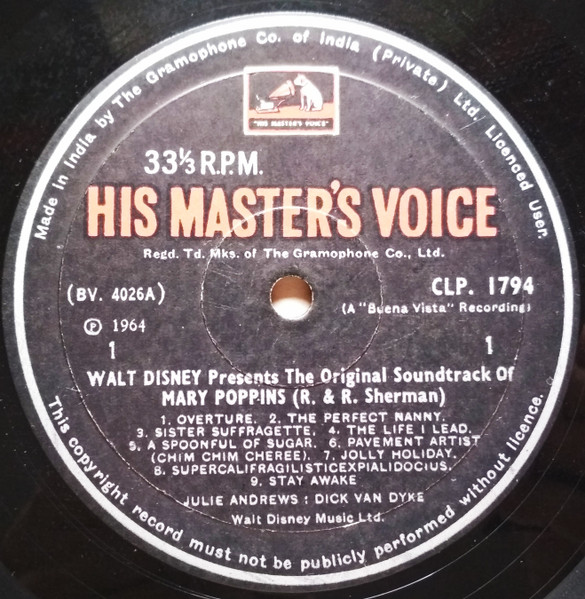 Made in India by The Gramophone Co. of India (Private) Ltd. Licenced User.
"HIS MASTER'S VOICE"
33⅓ R.P.M.
HIS MASTER'S VOICE
Regd. Td. Mks. of The Gramophone Co., Ltd.
(BV. 4026A)
CLP. 1794
(A "Buena Vista" Recording)
Ⓟ 1964
1
1
WALT DISNEY Presents The Original Soundtrack Of
MARY POPPINS (R. & R. Sherman)
1. OVERTURE. 2. THE PERFECT NANNY.
3. SISTER SUFFRAGETTE. 4. THE LIFE I LEAD.
5. A SPOONFUL OF SUGAR. 6. PAVEMENT ARTIST
(CHIM CHIM CHEREE). 7. JOLLY HOLIDAY.
8. SUPERCALIFRAGILISTICEXPIALIDOCIUS.
9. STAY AWAKE
JULIE ANDREWS : DICK VAN DYKE
Walt Disney Music Ltd.
This copyright record must not be publicly performed without licence.